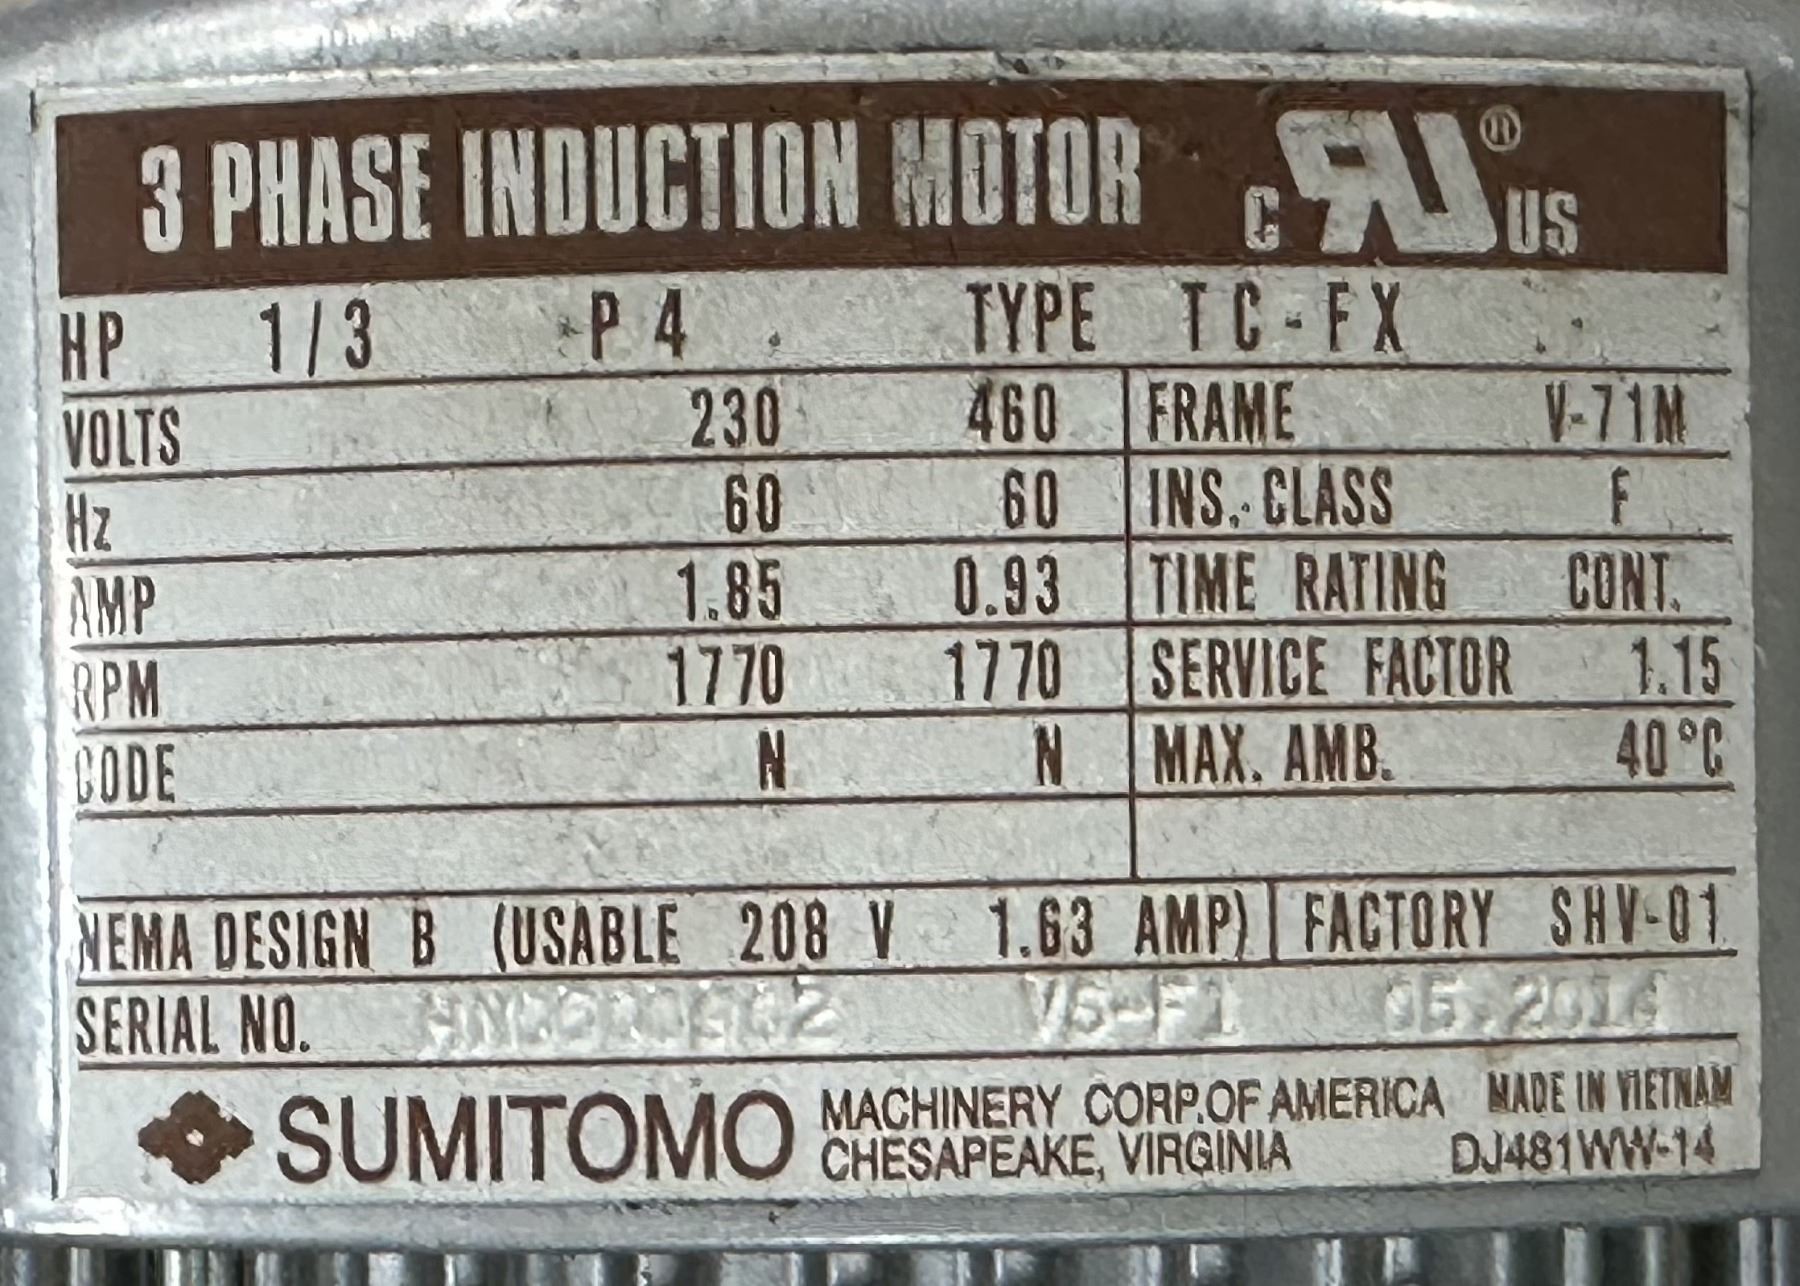 3 PHASE INDUCTION MOTOR c RU ® US
HP 1/3 P 4 TYPE TC-FX
VOLTS 230 460 FRAME V-71M
Hz 60 60 INS. CLASS F
AMP 1.85 0.93 TIME RATING CONT.
RPM 1770 1770 SERVICE FACTOR 1.15
CODE N N MAX. AMB. 40°C
NEMA DESIGN B (USABLE 208 V 1.63 AMP) FACTORY SHV-01
SERIAL NO.
SUMITOMO MACHINERY CORP.OF AMERICA MADE IN VIETNAM
CHESAPEAKE, VIRGINIA DJ481WW-14